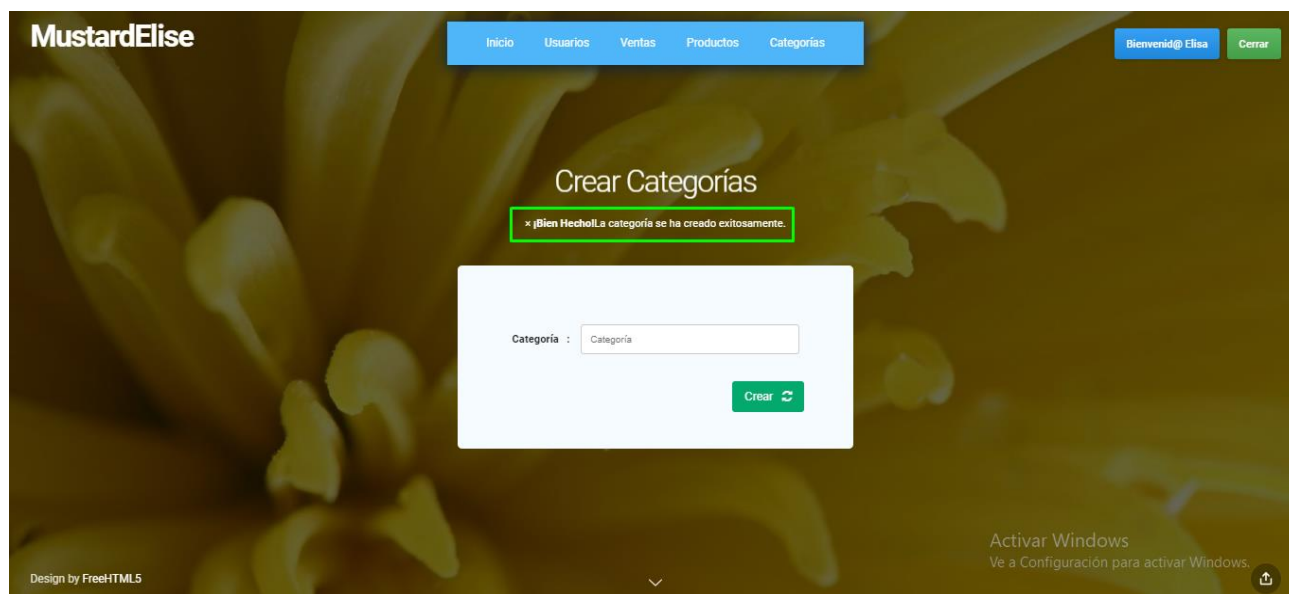 MustardElise
Inicio Usuarios Ventas Productos Categorías
Bienvenid@ Elisa Cerrar
Crear Categorías
× ¡Bien Hecho!La categoría se ha creado exitosamente.
Categoría : Categoría
Crear
Activar Windows
Ve a Configuración para activar Windows.
Design by FreeHTML5